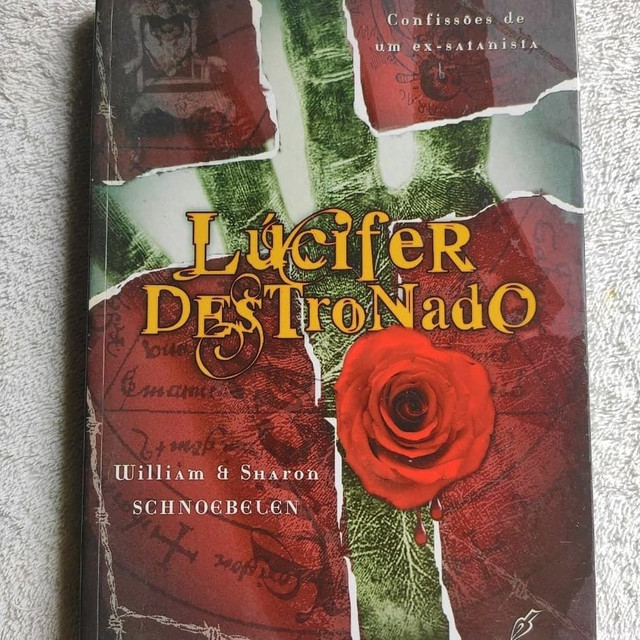 Confissões de
um ex-satanista
Lúcifer
Destronado
William & Sharon
SCHNOEBELEN